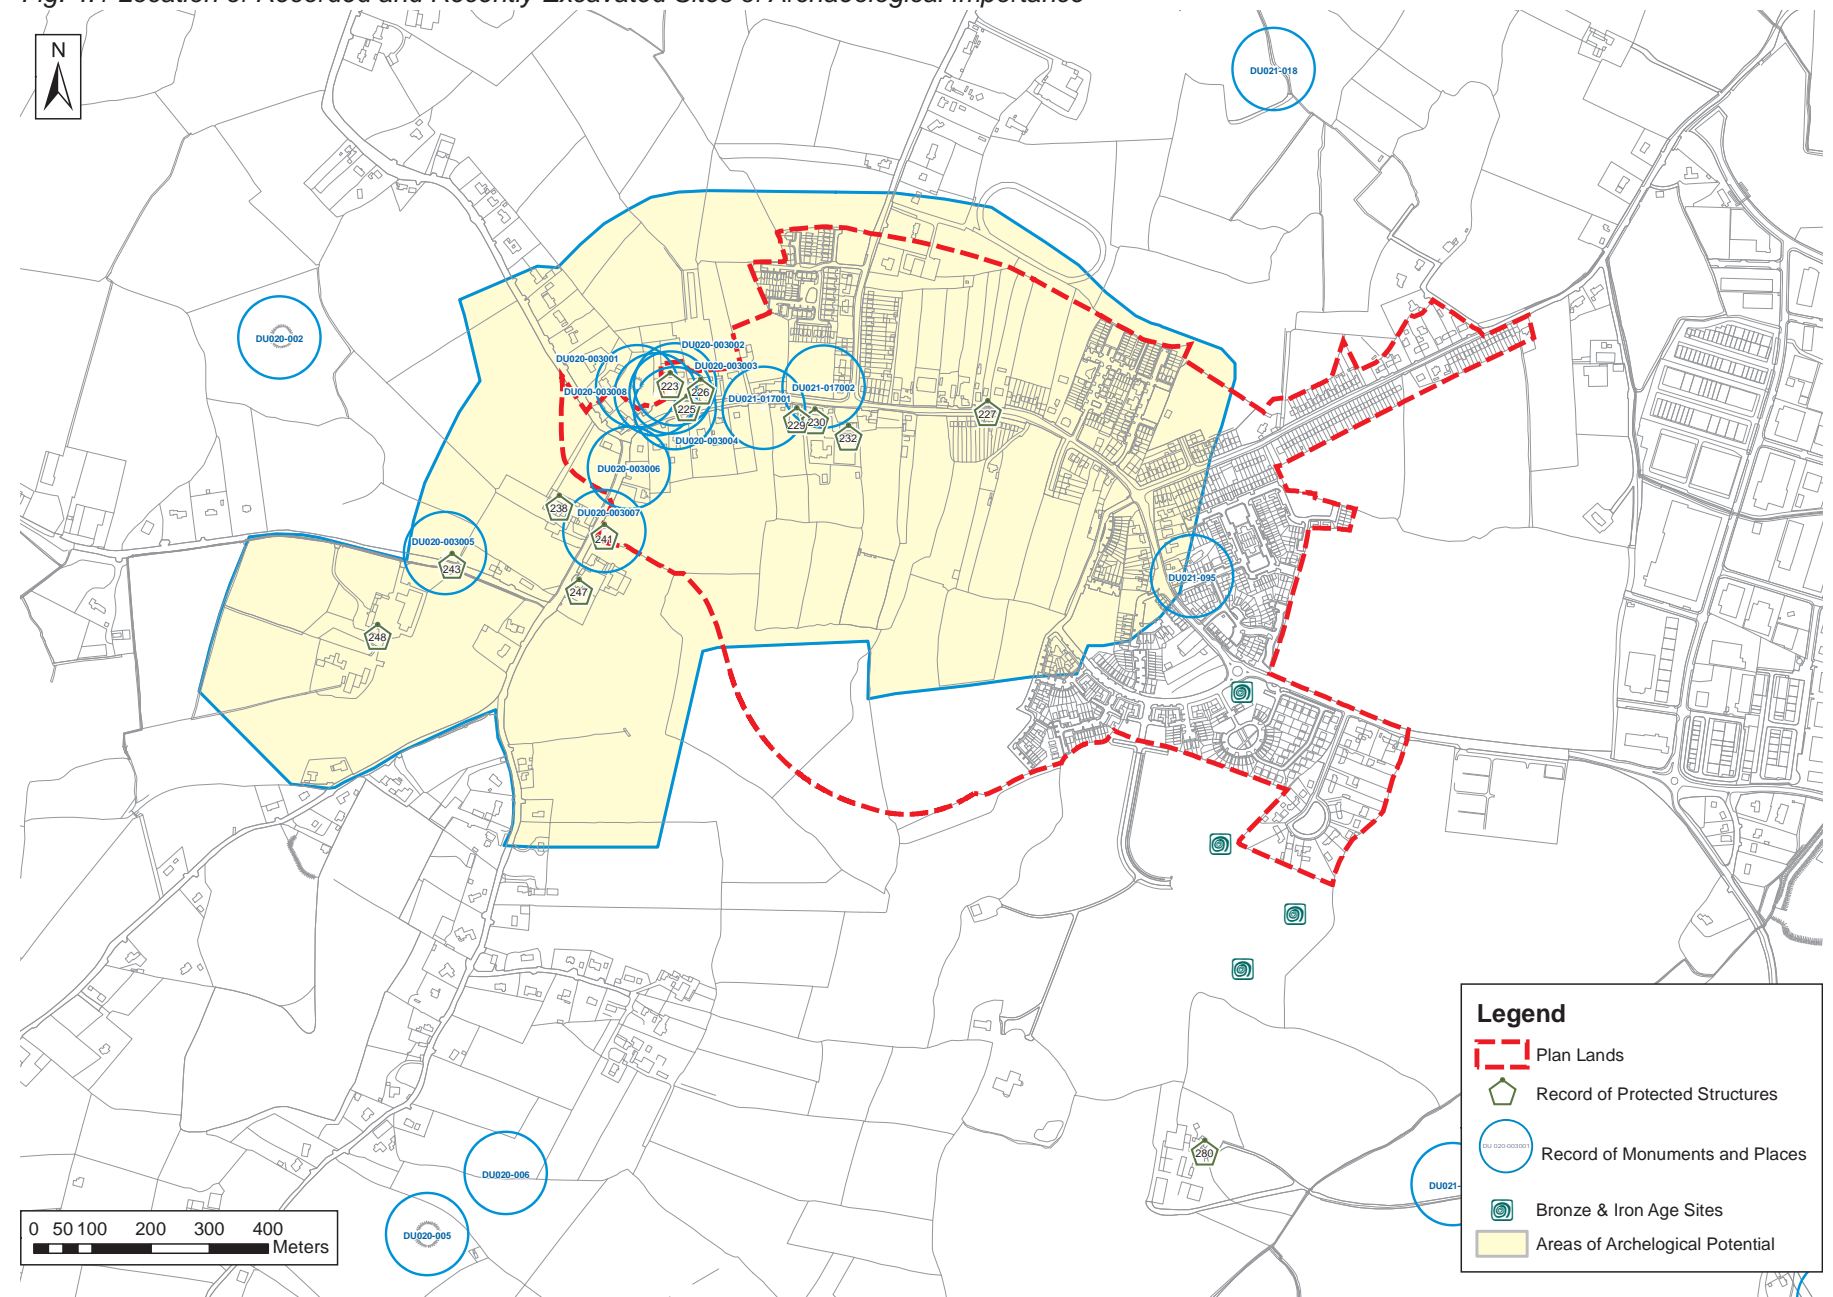 N
DU021-018
DU020-002
DU020-003002
DU020-003001
DU020-003003
DU020-003008
DU021-017002
DU021-017001
223
226
225
229
230
232
227
DU020-003004
DU020-003006
238
DU020-003007
241
DU020-003005
243
247
248
DU021-095
280
DU020-006
DU020-005
DU021-
0 50 100 200 300 400
Meters
Legend
Plan Lands
Record of Protected Structures
DU 020-003001
Record of Monuments and Places
Bronze & Iron Age Sites
Areas of Archelogical Potential